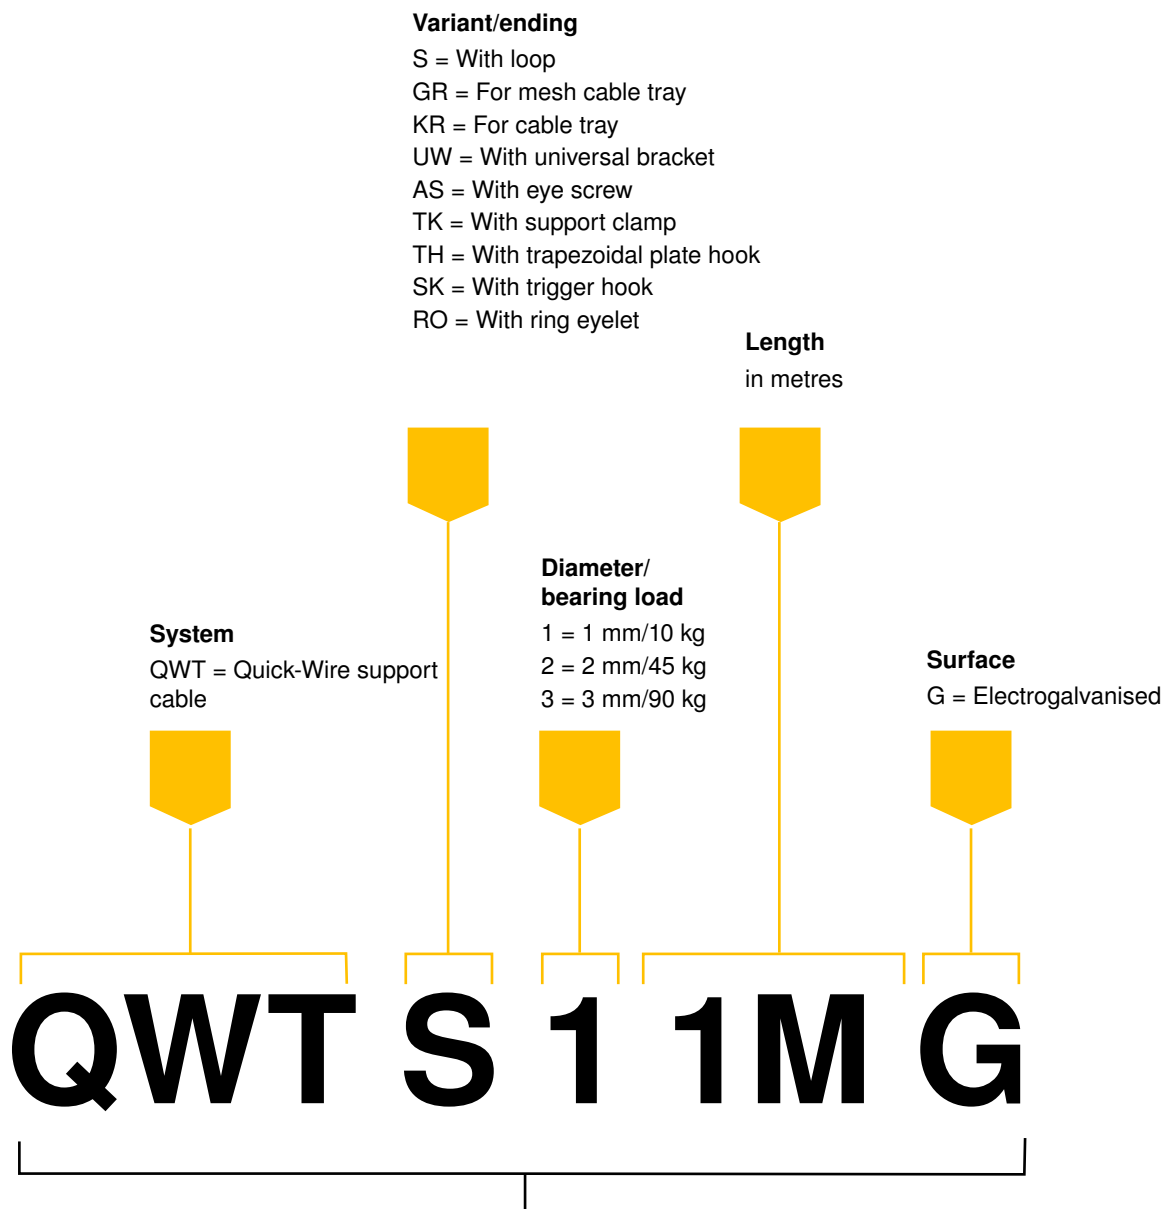 Variant/ending
S = With loop
GR = For mesh cable tray
KR = For cable tray
UW = With universal bracket
AS = With eye screw
TK = With support clamp
TH = With trapezoidal plate hook
SK = With trigger hook
RO = With ring eyelet
Length
in metres
Diameter/
bearing load
1 = 1 mm/10 kg
2 = 2 mm/45 kg
3 = 3 mm/90 kg
System
QWT = Quick-Wire support
cable
Surface
G = Electrogalvanised
QWT S 1 1M G